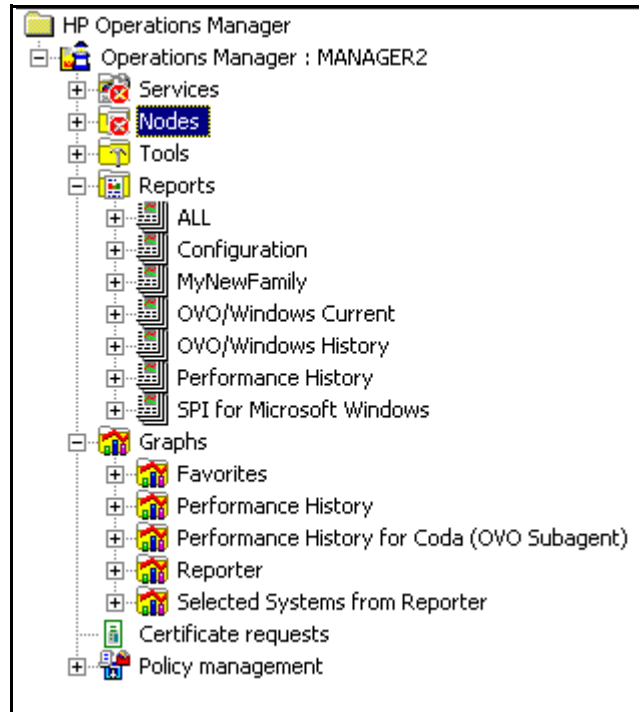 HP Operations Manager
Operations Manager : MANAGER2
Services
Nodes
Tools
Reports
ALL
Configuration
MyNewFamily
OVO/Windows Current
OVO/Windows History
Performance History
SPI for Microsoft Windows
Graphs
Favorites
Performance History
Performance History for Coda (OVO Subagent)
Reporter
Selected Systems from Reporter
Certificate requests
Policy management